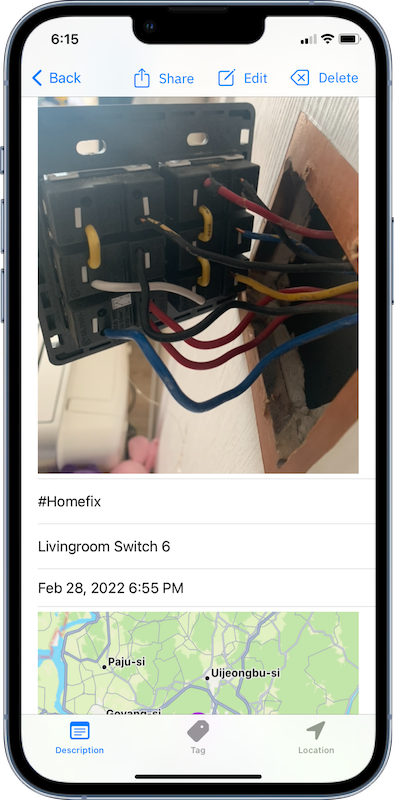 6:15
Back Share Edit Delete
#Homefix
Livingroom Switch 6
Feb 28, 2022 6:55 PM
Paju-si
Uijeongbu-si
Goyang-si
Description Tag Location